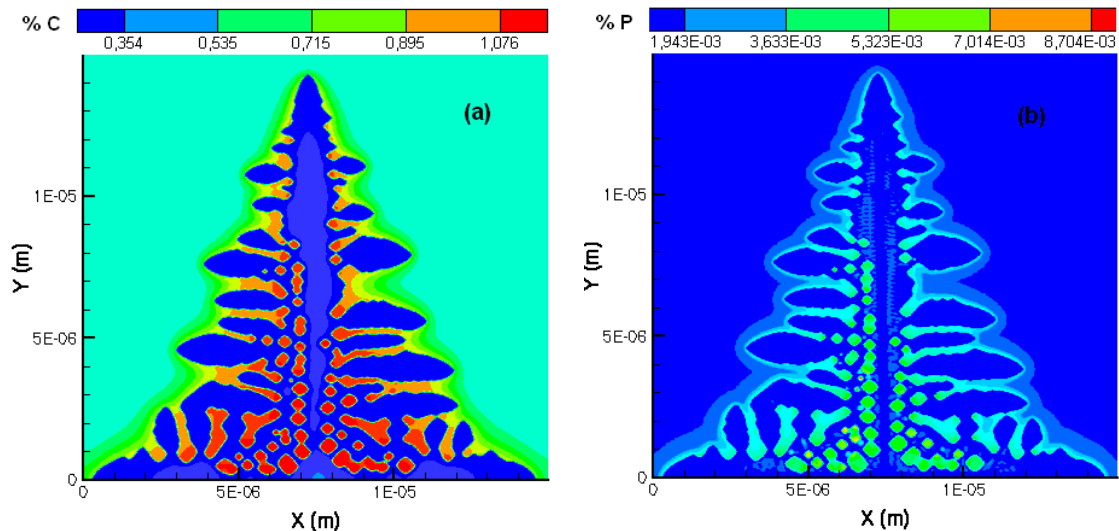 % C
0,354 0,535 0,715 0,895 1,076
(a)
1E-05
Y (m)
5E-06
0
0 5E-06 1E-05
X (m)
% P
1,943E-03 3,633E-03 5,323E-03 7,014E-03 8,704E-03
(b)
1E-05
Y (m)
5E-06
0
0 5E-06 1E-05
X (m)